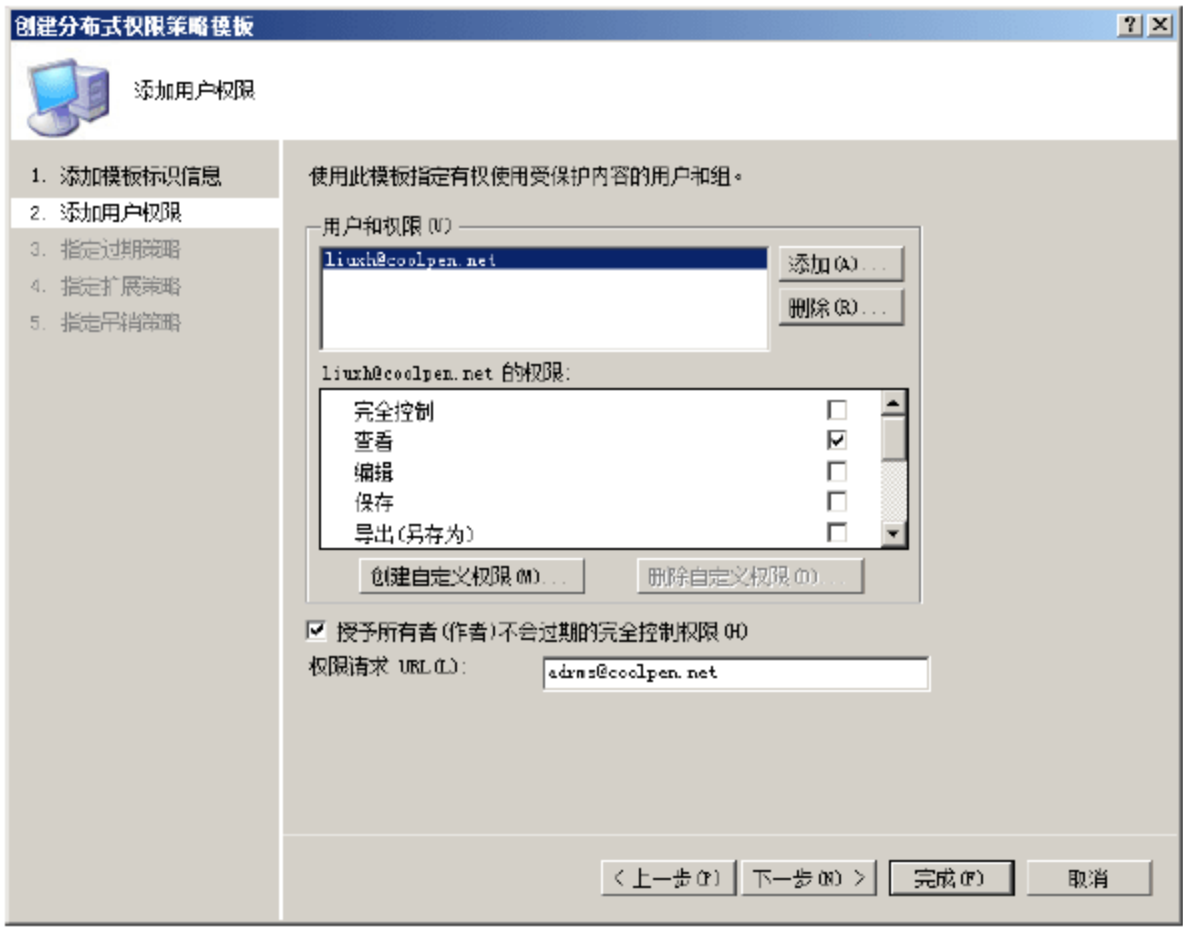 创建分布式权限策略模板
添加用户权限
1. 添加模板标识信息
2. 添加用户权限
3. 指定过期策略
4. 指定扩展策略
5. 指定吊销策略
使用此模板指定有权使用受保护内容的用户和组。
用户和权限(U)
liuxh@coolpen.net
添加(A)...
删除(R)...
liuxh@coolpen.net 的权限:
完全控制
查看
编辑
保存
导出(另存为)
创建自定义权限(M)...
删除自定义权限(D)...
授予所有者(作者)不会过期的完全控制权限(H)
权限请求 URL(L):
adrms@coolpen.net
< 上一步(P)
下一步(N) >
完成(F)
取消